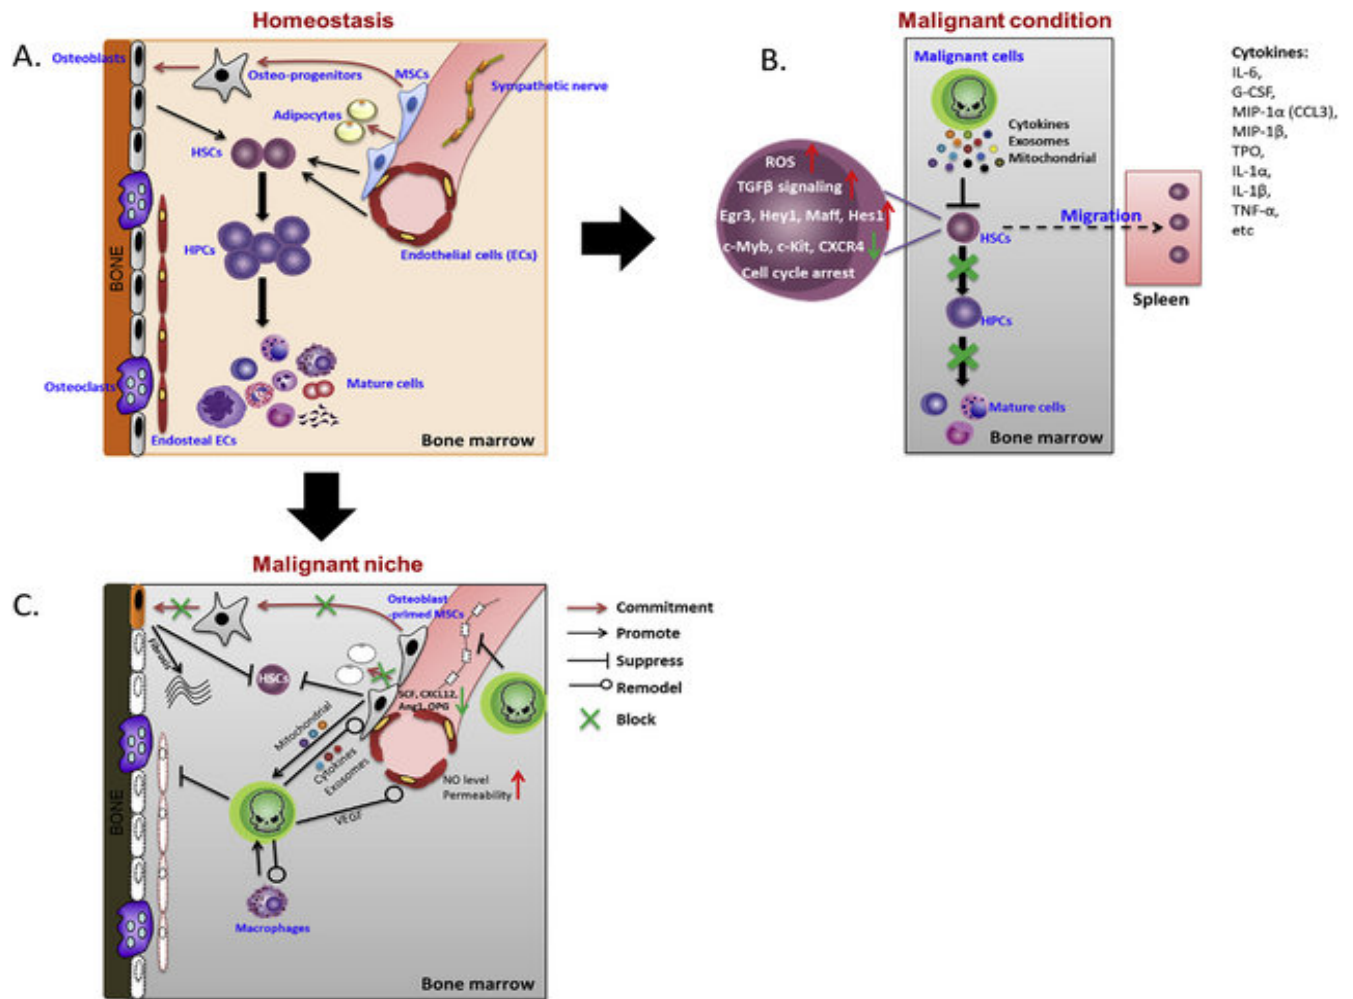 Homeostasis
A.
Osteoblasts
Osteo-progenitors
MSCs
Sympathetic nerve
Adipocytes
HSCs
HPCs
Endothelial cells (ECs)
BONE
Osteoclasts
Mature cells
Endosteal ECs
Bone marrow
Malignant condition
B.
Malignant cells
Cytokines
Exosomes
Mitochondrial
ROS
TGFβ signaling
Egr3, Hey1, Maff, Hes1
c-Myb, c-Kit, CXCR4
Cell cycle arrest
HSCs
Migration
HPCs
Mature cells
Bone marrow
Spleen
Cytokines:
IL-6,
G-CSF,
MIP-1α (CCL3),
MIP-1β,
TPO,
IL-1α,
IL-1β,
TNF-α,
etc
Malignant niche
C.
Osteoblast
-primed MSCs
Fibrosis
HSCs
SCF, CXCL12,
Ang1, OPG
Mitochondrial
Cytokines
Exosomes
NO level
Permeability
VEGF
BONE
Macrophages
Bone marrow
Commitment
Promote
Suppress
Remodel
Block